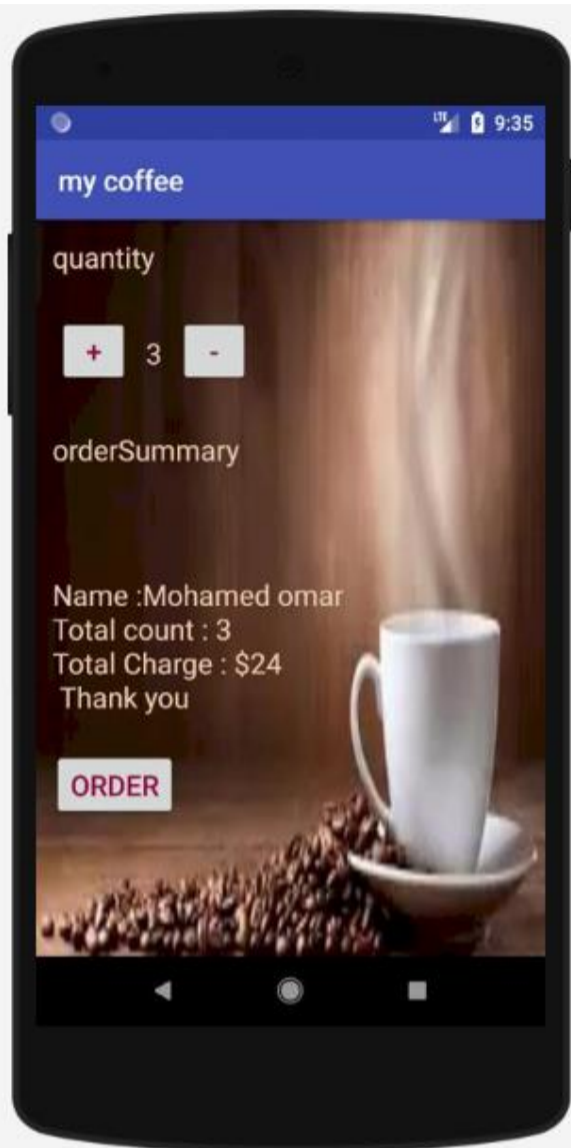 LTE 9:35
my coffee
quantity
+ 3 -
orderSummary
Name :Mohamed omar
Total count : 3
Total Charge : $24
Thank you
ORDER